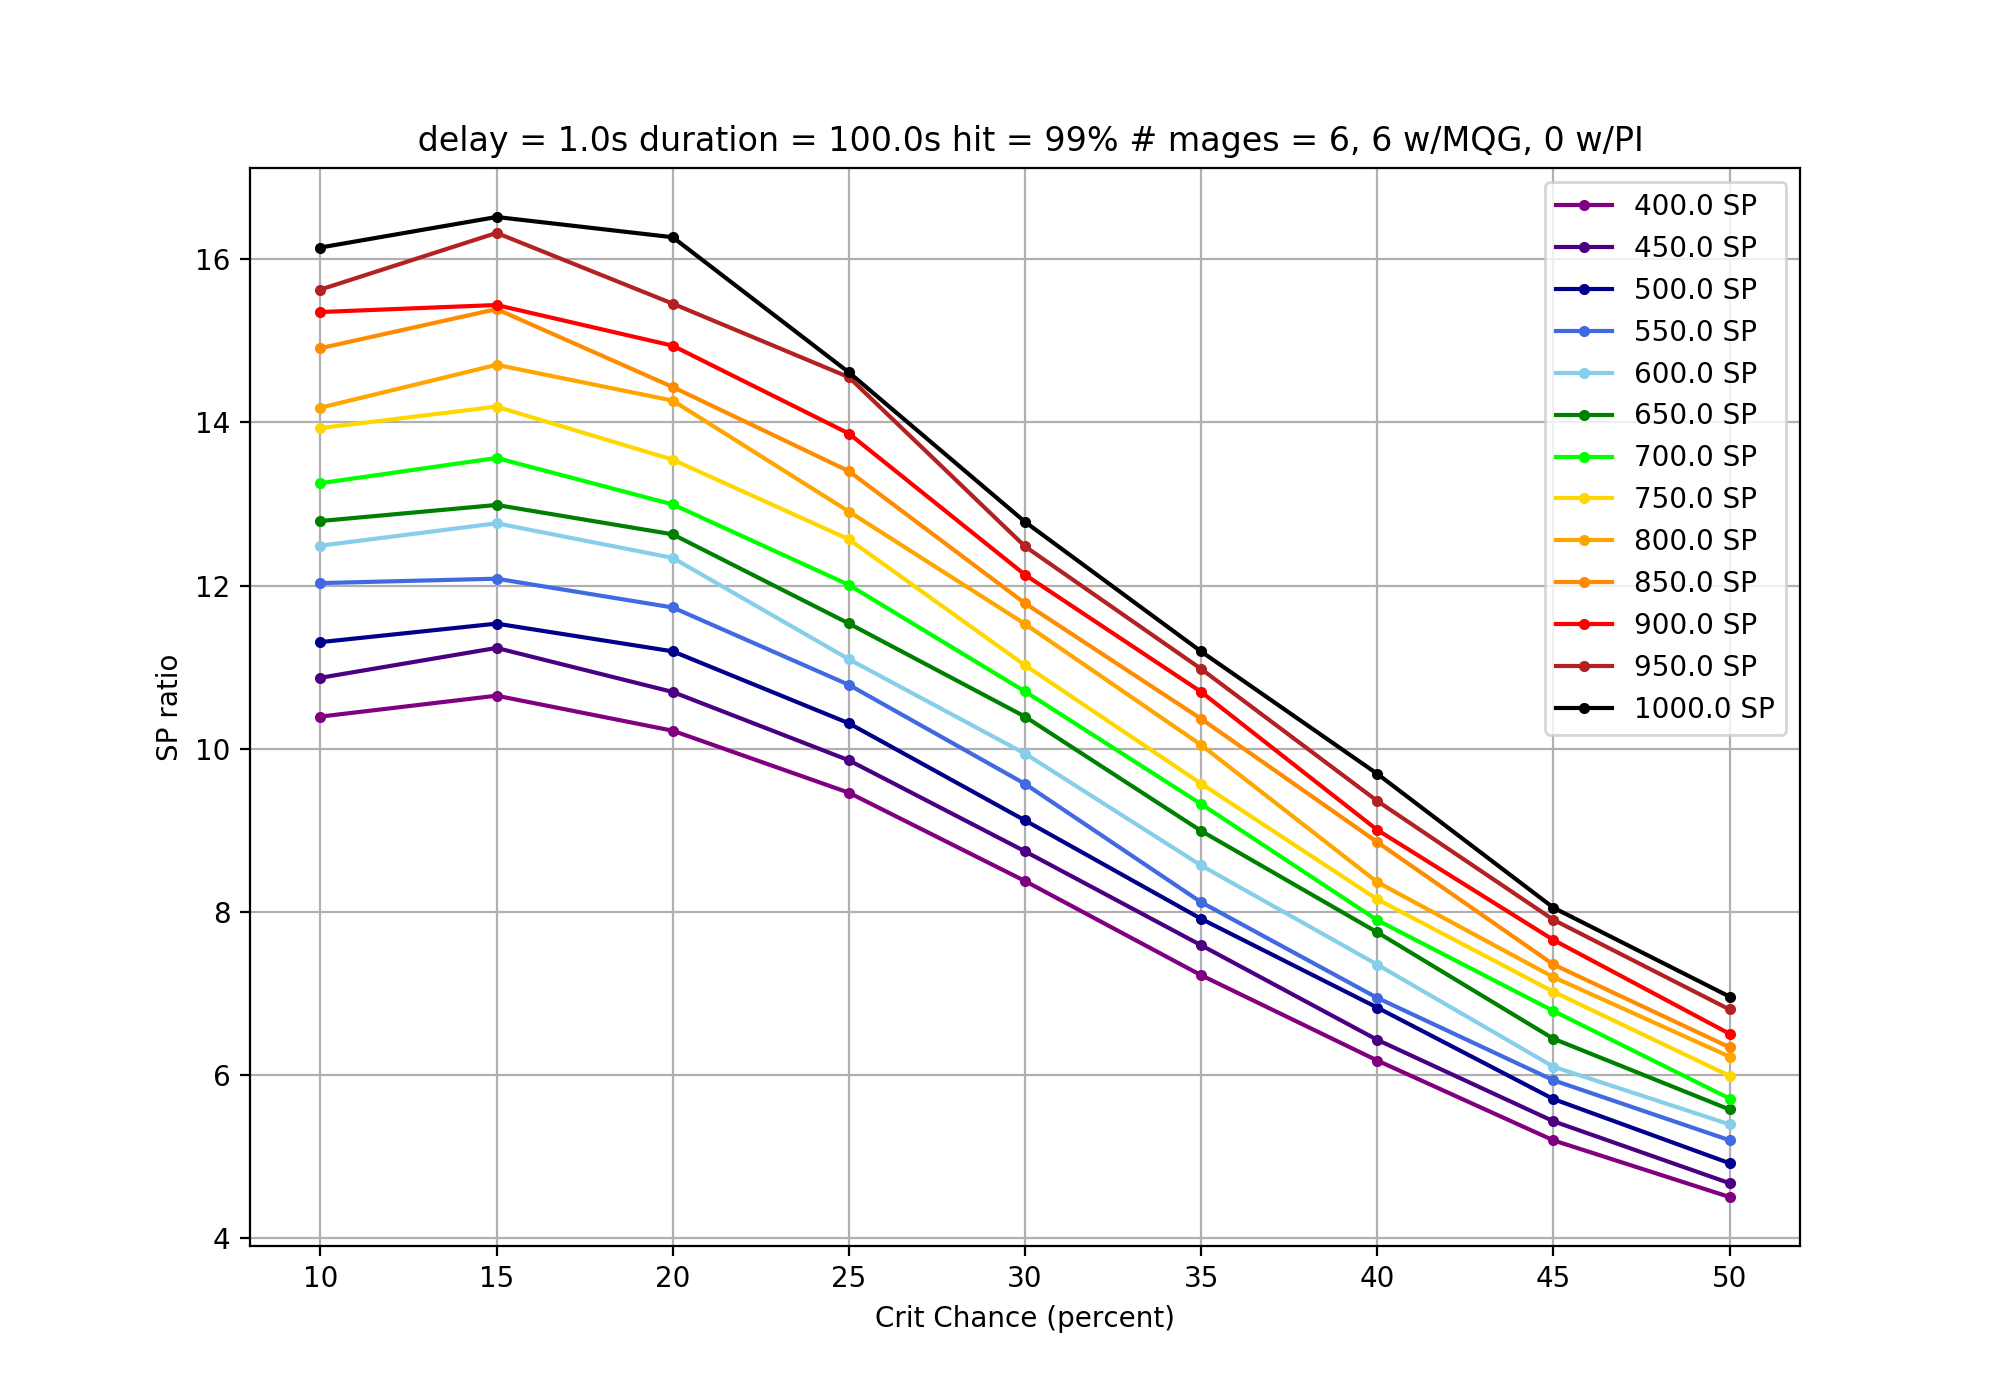 delay = 1.0s duration = 100.0s hit = 99% # mages = 6, 6 w/MQG, 0 w/PI
400.0 SP
450.0 SP
500.0 SP
550.0 SP
600.0 SP
650.0 SP
700.0 SP
750.0 SP
800.0 SP
850.0 SP
900.0 SP
950.0 SP
1000.0 SP
SP ratio
16
14
12
10
8
6
4
10 15 20 25 30 35 40 45 50
Crit Chance (percent)